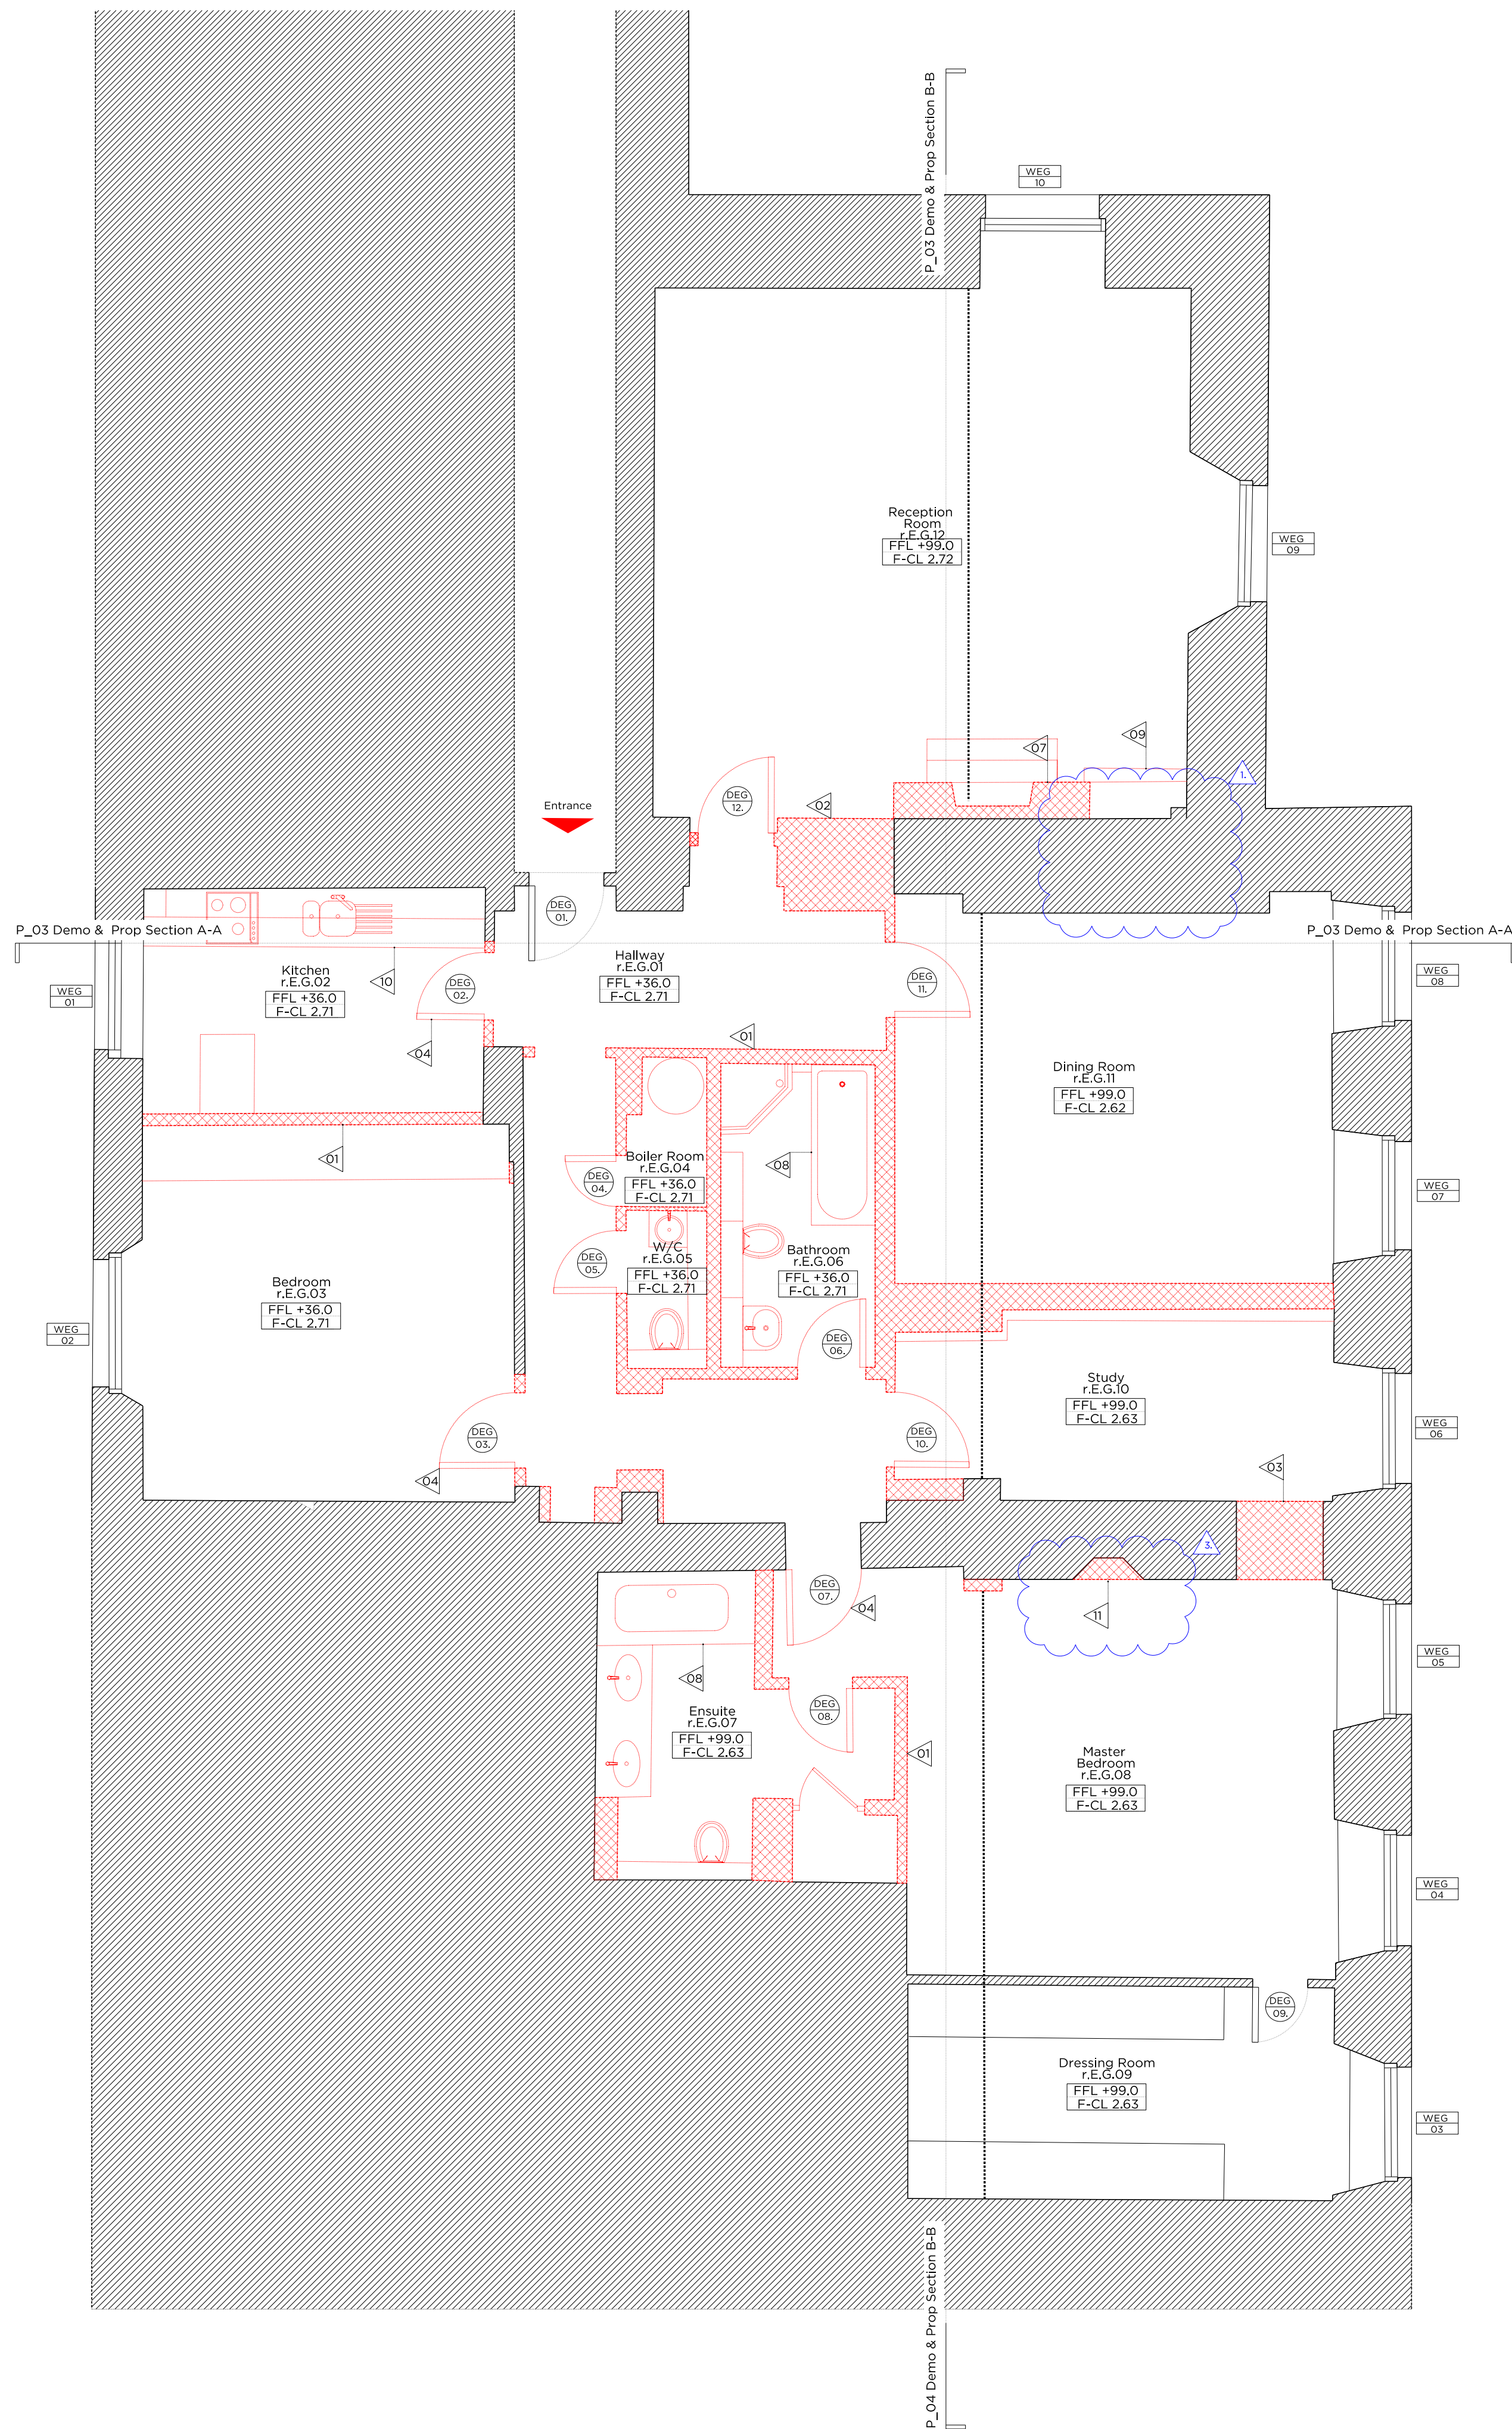 P_03 Demo & Prop Section B-B
WEG
10
Reception
Room
r.E.G.12
FFL +99.0
F-CL 2.72
WEG
09
07
09
1.
DEG
12.
02
Entrance
DEG
01.
P_03 Demo & Prop Section A-A
P_03 Demo & Prop Section A-A
Kitchen
r.E.G.02
FFL +36.0
F-CL 2.71
10
DEG
02.
Hallway
r.E.G.01
FFL +36.0
F-CL 2.71
DEG
11.
WEG
01
WEG
08
04
01
Dining Room
r.E.G.11
FFL +99.0
F-CL 2.62
01
Boiler Room
r.E.G.04
FFL +36.0
F-CL 2.71
DEG
04.
08
WEG
07
W/C
r.E.G.05
FFL +36.0
F-CL 2.71
DEG
05.
Bathroom
r.E.G.06
FFL +36.0
F-CL 2.71
Bedroom
r.E.G.03
FFL +36.0
F-CL 2.71
WEG
02
DEG
06.
Study
r.E.G.10
FFL +99.0
F-CL 2.63
WEG
06
DEG
03.
DEG
10.
04
03
3.
DEG
07.
04
11
08
WEG
05
Ensuite
r.E.G.07
FFL +99.0
F-CL 2.63
DEG
08.
01
Master
Bedroom
r.E.G.08
FFL +99.0
F-CL 2.63
WEG
04
DEG
09.
Dressing Room
r.E.G.09
FFL +99.0
F-CL 2.63
WEG
03
P_04 Demo & Prop Section B-B